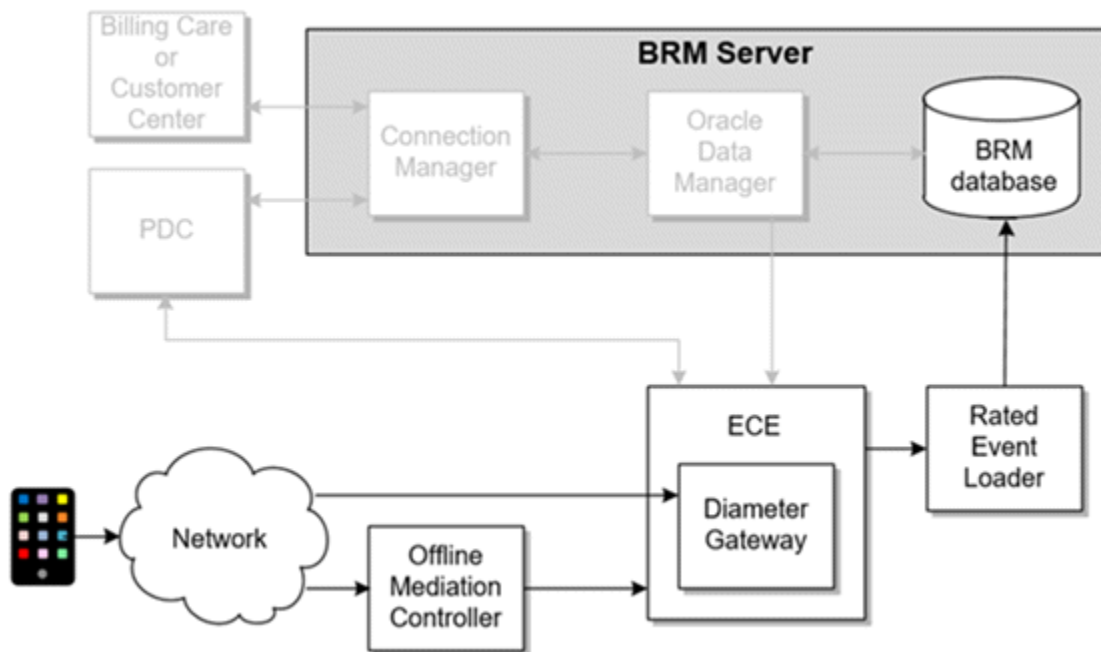 Billing Care
or
Customer
Center
BRM Server
Connection
Manager
Oracle
Data
Manager
BRM
database
PDC
ECE
Rated
Event
Loader
Diameter
Gateway
Network
Offline
Mediation
Controller